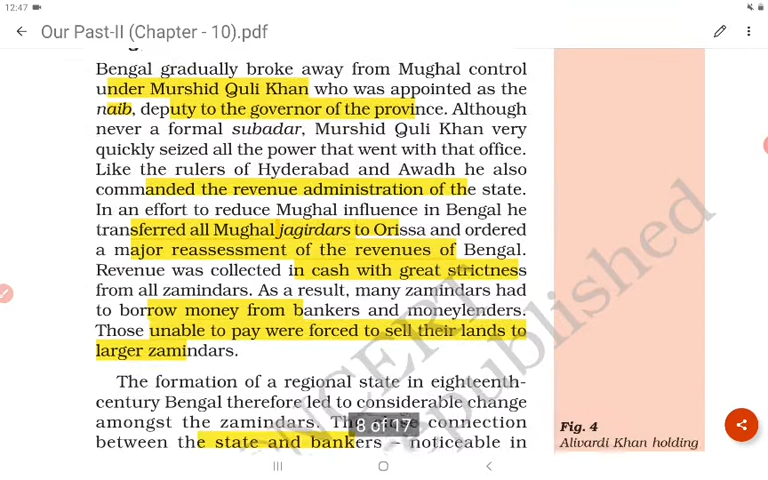 12:47
Our Past-II (Chapter - 10).pdf
Bengal gradually broke away from Mughal control
under Murshid Quli Khan who was appointed as the
naib, deputy to the governor of the province. Although
never a formal subadar, Murshid Quli Khan very
quickly seized all the power that went with that office.
Like the rulers of Hyderabad and Awadh he also
commanded the revenue administration of the state.
In an effort to reduce Mughal influence in Bengal he
transferred all Mughal jagirdars to Orissa and ordered
a major reassessment of the revenues of Bengal.
Revenue was collected in cash with great strictness
from all zamindars. As a result, many zamindars had
to borrow money from bankers and moneylenders.
Those unable to pay were forced to sell their lands to
larger zamindars.
The formation of a regional state in eighteenth-
century Bengal therefore led to considerable change
amongst the zamindars. connection
8 of 17
between the state and bankers – noticeable in
Fig. 4
Alivardi Khan holding
NCERT
republished